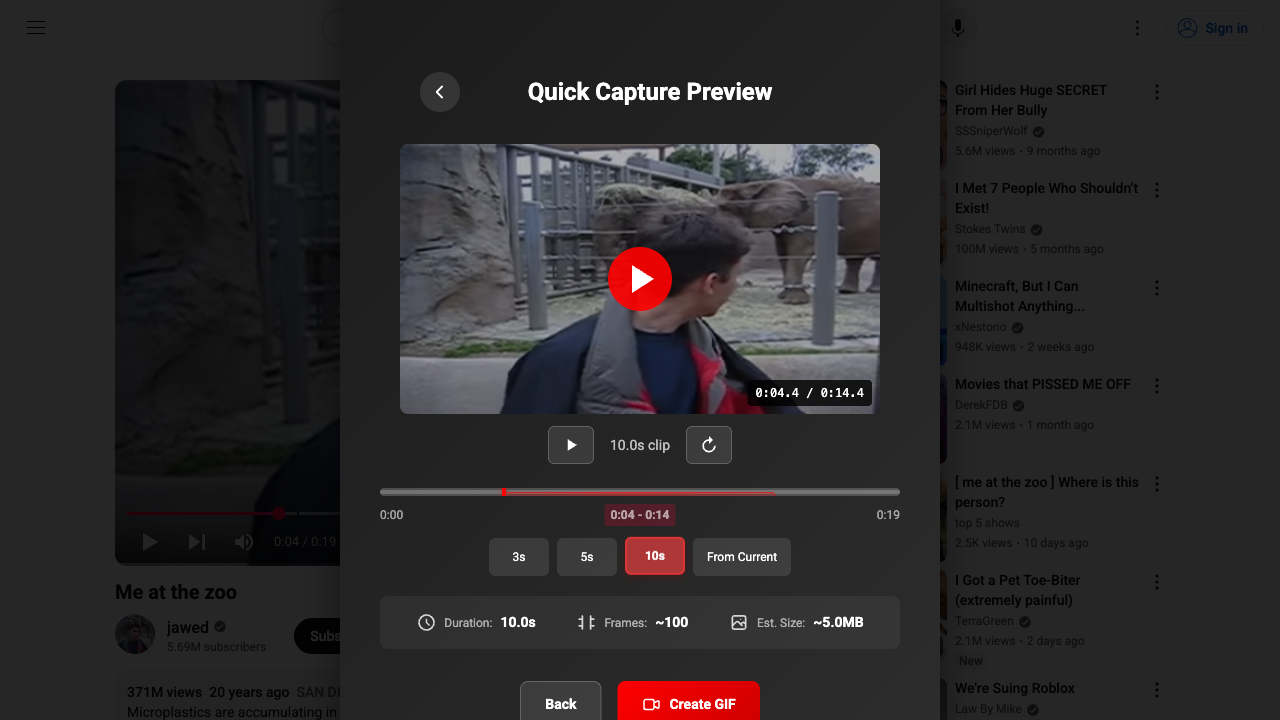 Sign in
Quick Capture Preview
0:04.4 / 0:14.4
10.0s clip
0:00
0:04 - 0:14
0:19
3s
5s
10s
From Current
Duration: 10.0s
Frames: ~100
Est. Size: ~5.0MB
Back
Create GIF
0:04 / 0:19
Me at the zoo
jawed
5.69M subscribers
Subs
371M views 20 years ago SAN DI
Microplastics are accumulating in
Girl Hides Huge SECRET
From Her Bully
SSSniperWolf
5.6M views • 9 months ago
I Met 7 People Who Shouldn't
Exist!
Stokes Twins
100M views • 5 months ago
Minecraft, But I Can
Multishot Anything...
xNestorio
948K views • 2 weeks ago
Movies that PISSED ME OFF
DerekFDB
2.1M views • 1 month ago
[ me at the zoo ] Where is this
person?
top 5 shows
2.5K views • 10 days ago
I Got a Pet Toe-Biter
(extremely painful)
TerraGreen
2.1M views • 2 days ago
New
We're Suing Roblox
Law By Mike